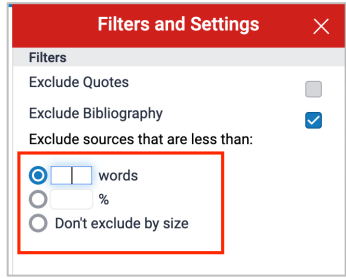 Filters and Settings
Filters
Exclude Quotes
Exclude Bibliography
Exclude sources that are less than:
words
%
Don't exclude by size